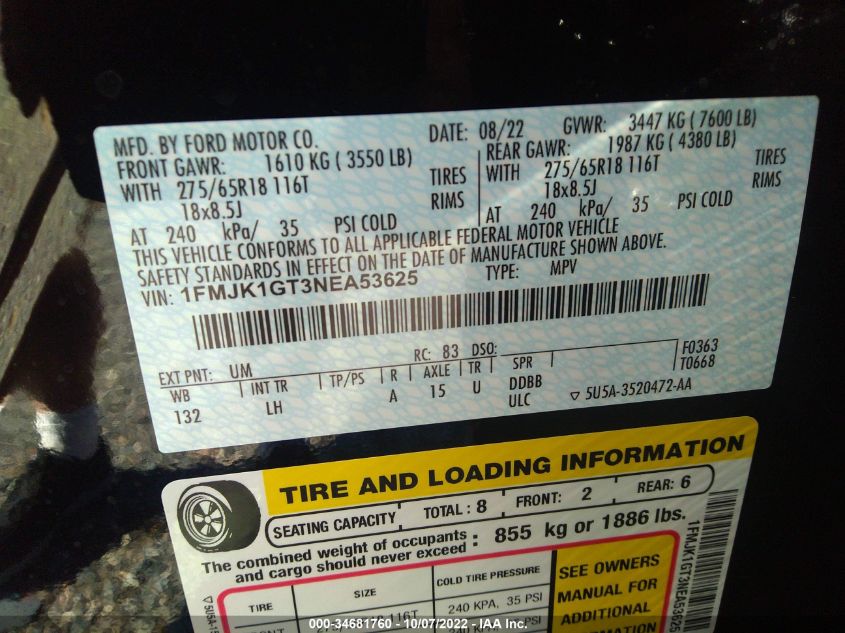 MFD. BY FORD MOTOR CO. DATE: 08/22 GVWR: 3447 KG ( 7600 LB)
FRONT GAWR: 1610 KG ( 3550 LB) REAR GAWR: 1987 KG ( 4380 LB)
WITH 275/65R18 116T TIRES WITH 275/65R18 116T TIRES
18x8.5J RIMS 18x8.5J RIMS
AT 240 kPa/ 35 PSI COLD AT 240 kPa/ 35 PSI COLD
THIS VEHICLE CONFORMS TO ALL APPLICABLE FEDERAL MOTOR VEHICLE
SAFETY STANDARDS IN EFFECT ON THE DATE OF MANUFACTURE SHOWN ABOVE.
VIN: 1FMJK1GT3NEA53625 TYPE: MPV
EXT PNT: UM RC: 83 DSO: F0363
T0668
WB INT TR TP/PS R AXLE TR SPR
132 LH A 15 U DDBB
ULC ▽ 5U5A-3520472-AA
TIRE AND LOADING INFORMATION
SEATING CAPACITY TOTAL : 8 FRONT: 2 REAR: 6
The combined weight of occupants and cargo should never exceed : 855 kg or 1886 lbs.
TIRE SIZE COLD TIRE PRESSURE
116T 240 KPA, 35 PSI
SEE OWNERS
MANUAL FOR
ADDITIONAL
1FMJK1GT3NEA53625
000-34681760 - 10/07/2022 - IAA Inc.